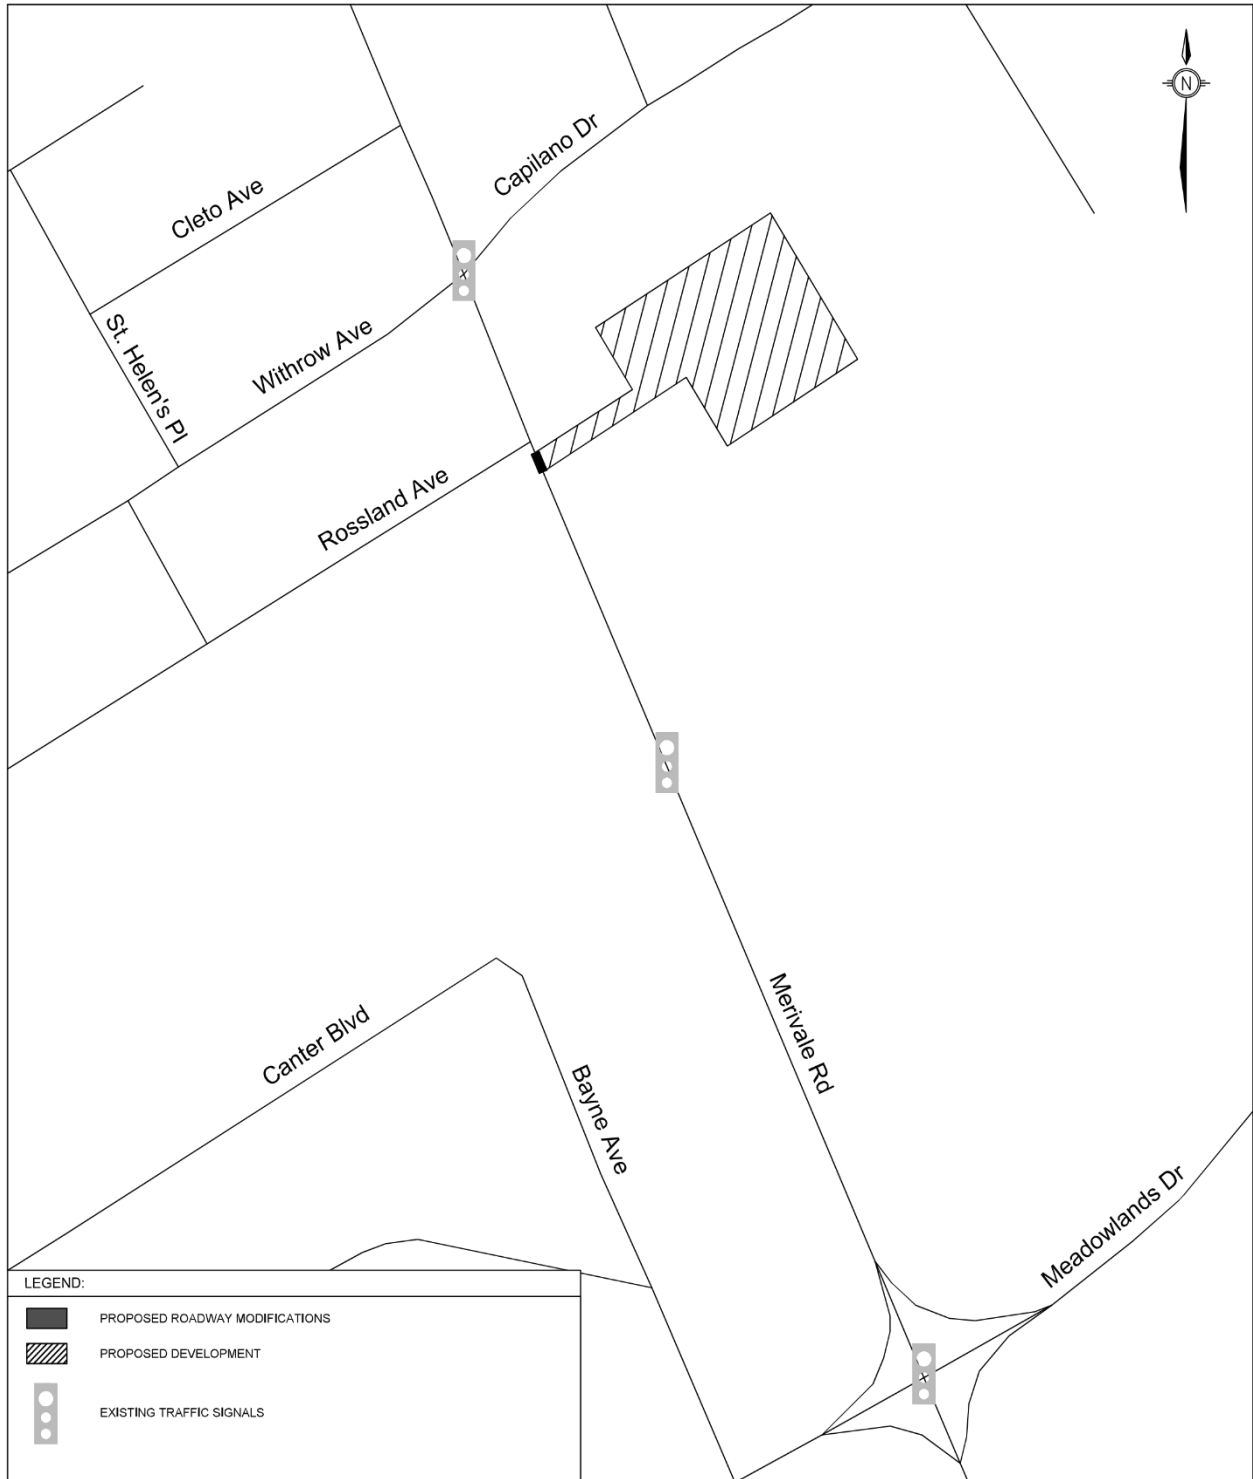 N
Capilano Dr
Cleto Ave
St. Helen's Pl
Withrow Ave
Rossland Ave
Merivale Rd
Canter Blvd
Bayne Ave
Meadowlands Dr
LEGEND:
PROPOSED ROADWAY MODIFICATIONS
PROPOSED DEVELOPMENT
EXISTING TRAFFIC SIGNALS